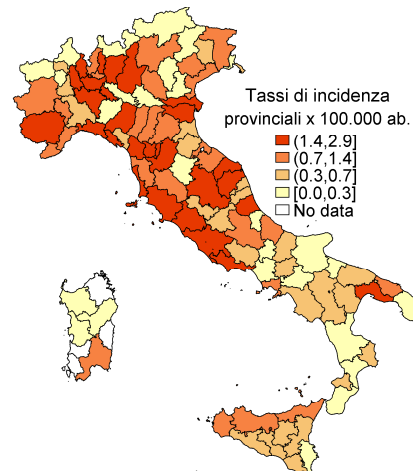 Tassi di incidenza
provinciali x 100.000 ab.
(1.4,2.9]
(0.7,1.4]
(0.3,0.7]
[0.0,0.3]
No data